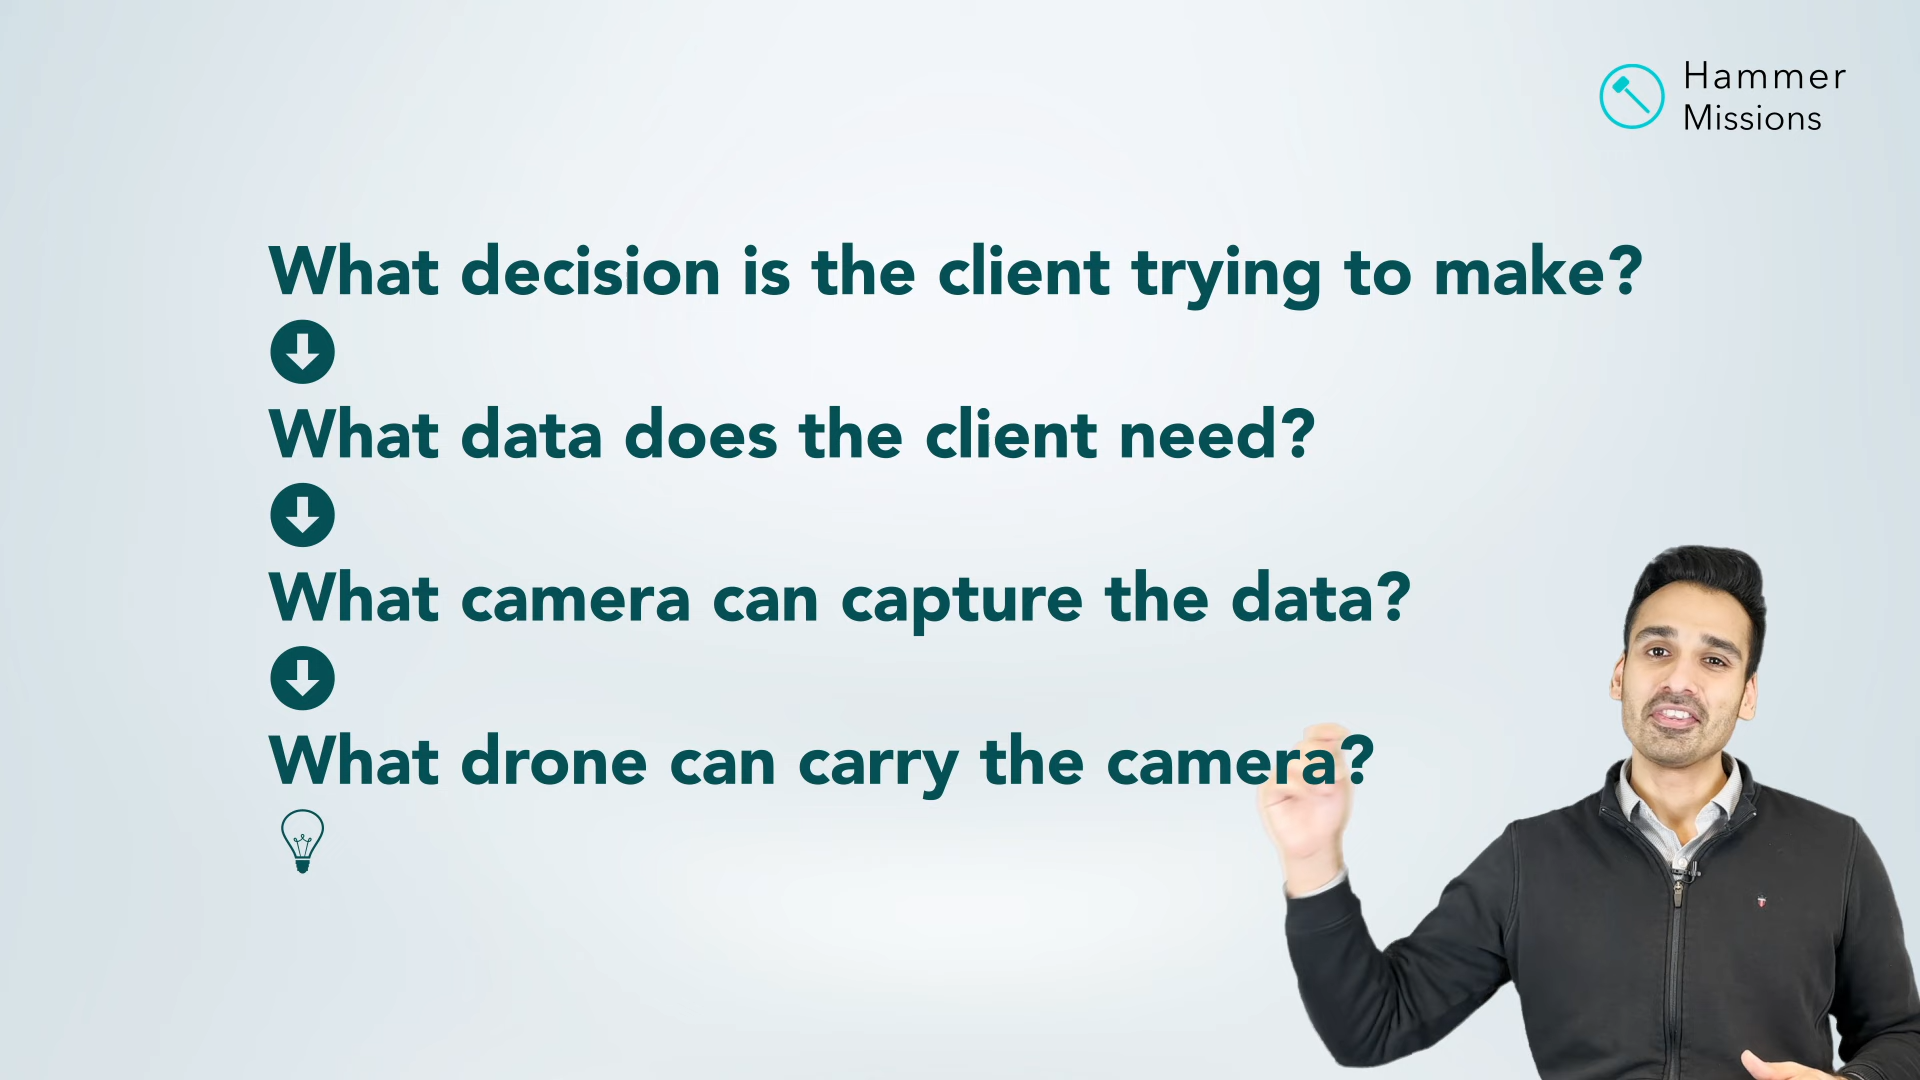 Hammer
Missions
What decision is the client trying to make?
What data does the client need?
What camera can capture the data?
What drone can carry the camera?